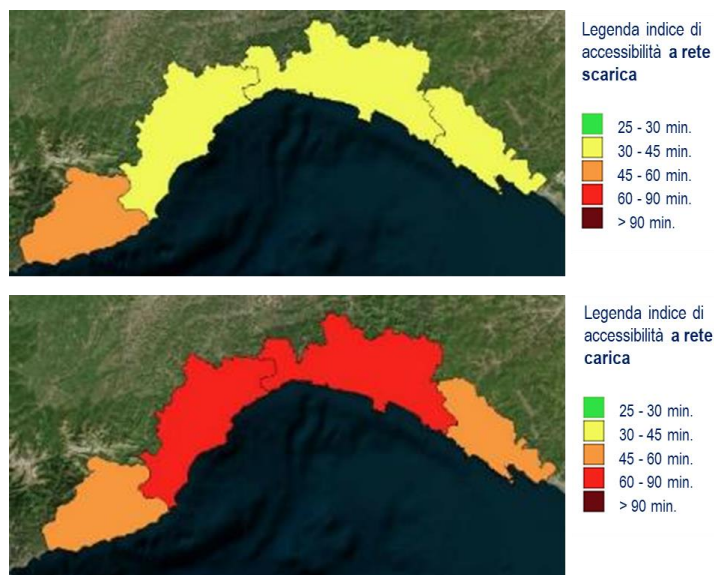 Legenda indice di
accessibilità a rete
scarica
25 - 30 min.
30 - 45 min.
45 - 60 min.
60 - 90 min.
> 90 min.
Legenda indice di
accessibilità a rete
carica
25 - 30 min.
30 - 45 min.
45 - 60 min.
60 - 90 min.
> 90 min.